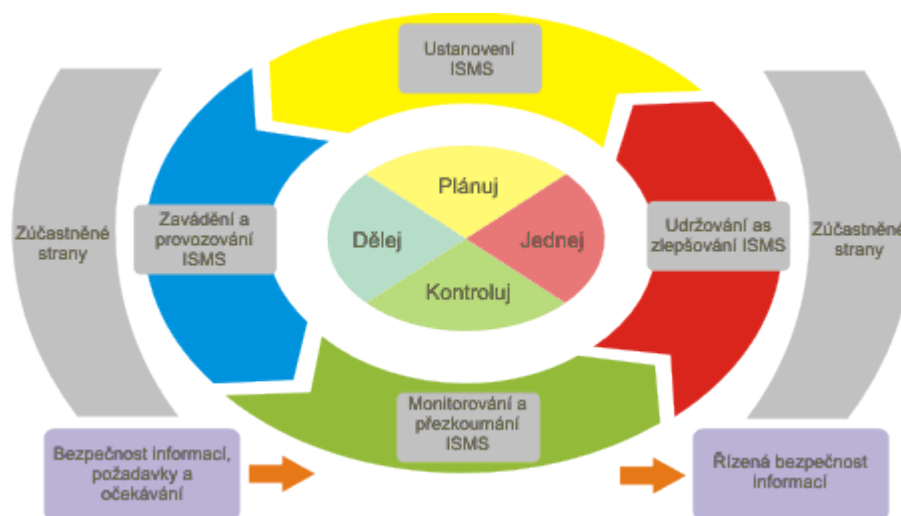 Ustanovení
ISMS
Plánuj
Dělej
Jednej
Kontroluj
Zúčastněné
strany
Zavádění a
provozování
ISMS
Udržování as
zlepšování ISMS
Zúčastněné
strany
Monitorování a
přezkoumání
ISMS
Bezpečnost informací,
požadavky a
očekávání
Řízená bezpečnost
informací